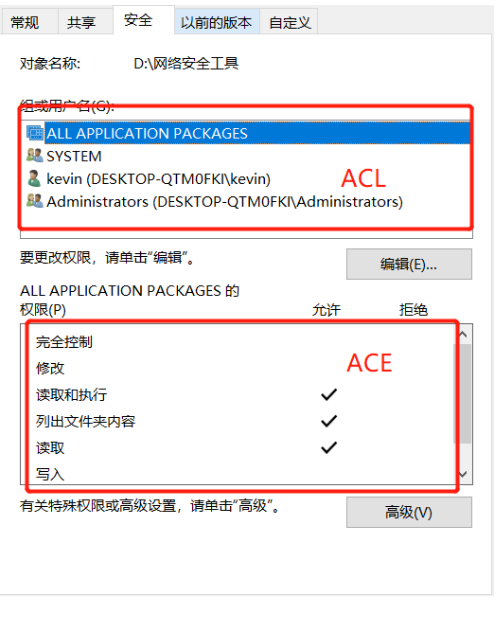 常规 共享 安全 以前的版本 自定义
对象名称: D:\网络安全工具
组或用户名(G):
ALL APPLICATION PACKAGES
SYSTEM
kevin (DESKTOP-QTM0FKI\kevin)
ACL
Administrators (DESKTOP-QTM0FKI\Administrators)
要更改权限，请单击“编辑”。
编辑(E)...
ALL APPLICATION PACKAGES 的
权限(P) 允许 拒绝
完全控制
修改
ACE
读取和执行
列出文件夹内容
读取
写入
有关特殊权限或高级设置，请单击“高级”。
高级(V)